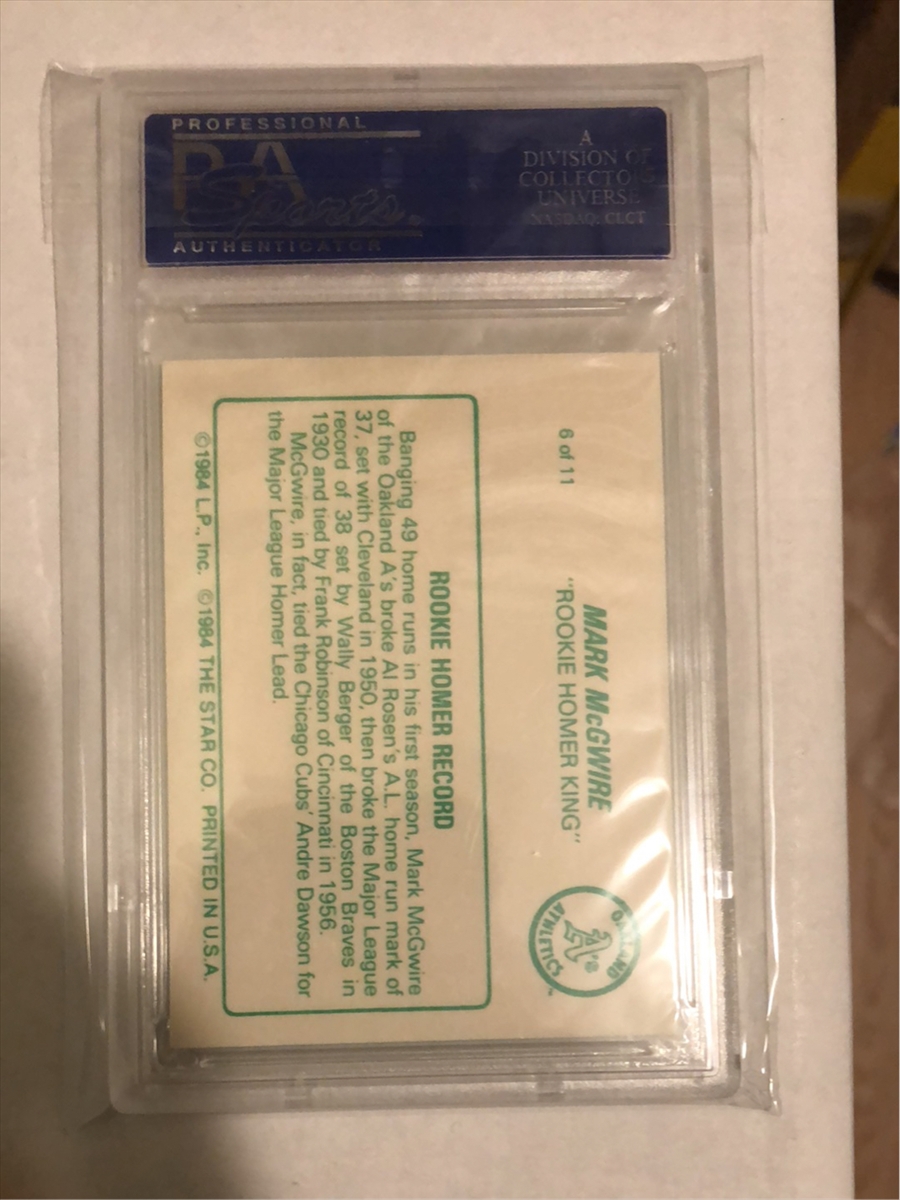 PROFESSIONAL
PSA
Sports.
AUTHENTICATOR
A
DIVISION OF
COLLECTORS
UNIVERSE
NASDAQ: CLCT
6 of 11
MARK McGWIRE
"ROOKIE HOMER KING"
OAKLAND
A's
ATHLETICS
™
ROOKIE HOMER RECORD
Banging 49 home runs in his first season, Mark McGwire
of the Oakland A's broke Al Rosen's A.L. home run mark of
37, set with Cleveland in 1950, then broke the Major League
record of 38 set by Wally Berger of the Boston Braves in
1930 and tied by Frank Robinson of Cincinnati in 1956.
McGwire, in fact, tied the Chicago Cubs' Andre Dawson for
the Major League Homer Lead.
©1984 L.P., Inc. ©1984 THE STAR CO. PRINTED IN U.S.A.